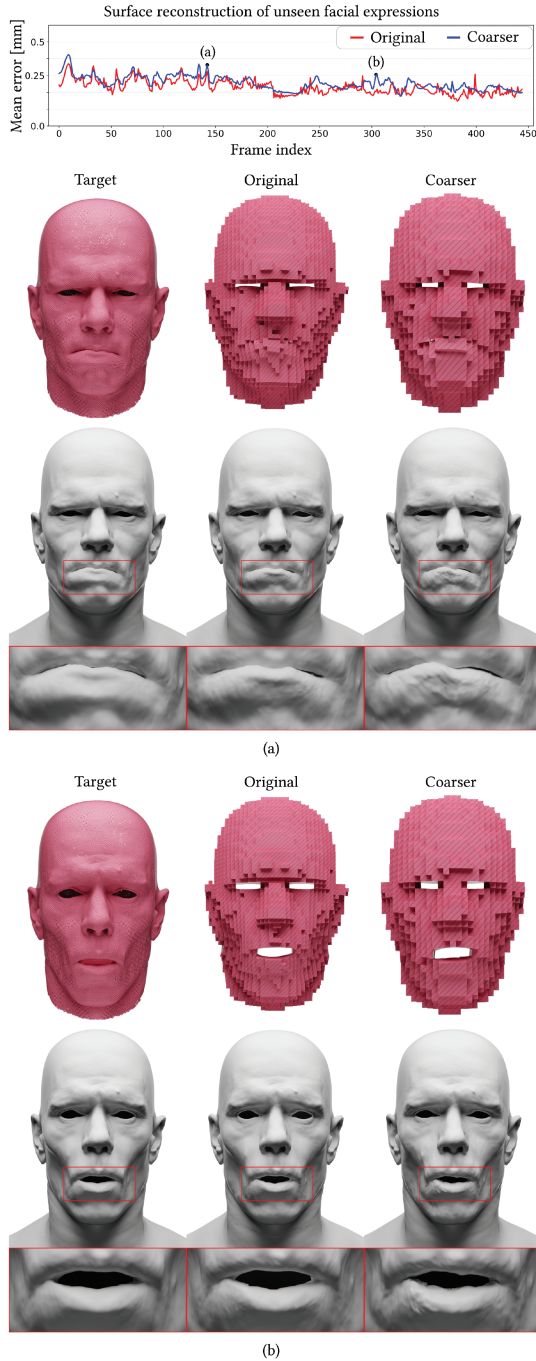 Surface reconstruction of unseen facial expressions
Original Coarser
Mean error [mm]
0.5
0.25
0.0
(a)
(b)
0 50 100 150 200 250 300 350 400 450
Frame index
Target Original Coarser
(a)
Target Original Coarser
(b)